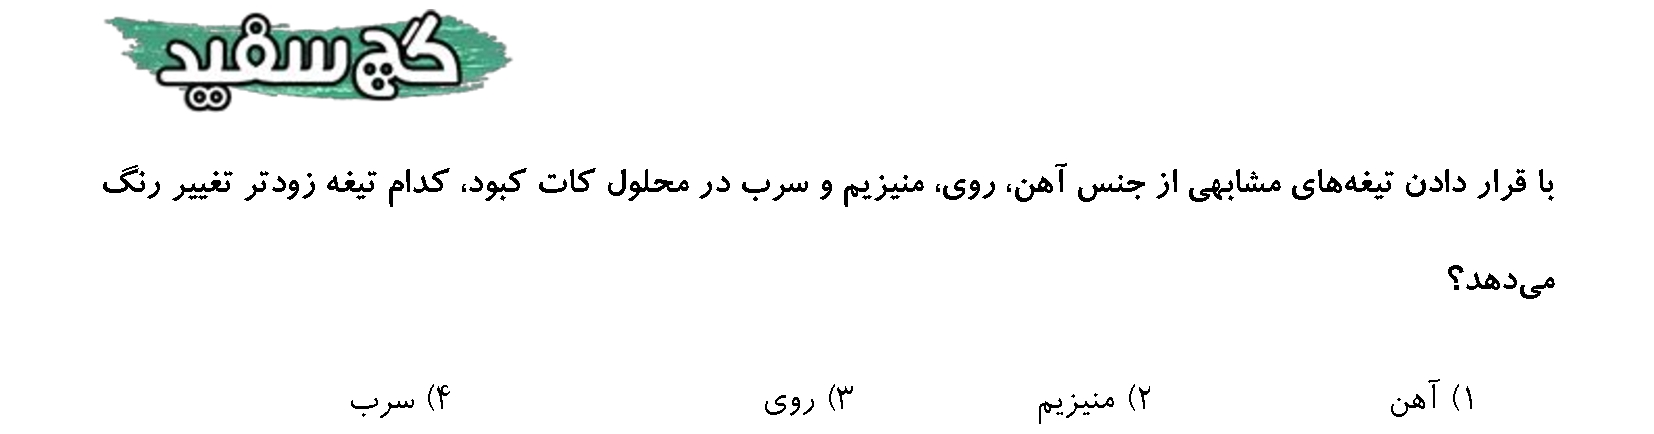 گچ سفید
با قرار دادن تیغه‌های مشابهی از جنس آهن، روی، منیزیم و سرب در محلول کات کبود، کدام تیغه زودتر تغییر رنگ
می‌دهد؟
۱) آهن ۲) منیزیم ۳) روی ۴) سرب